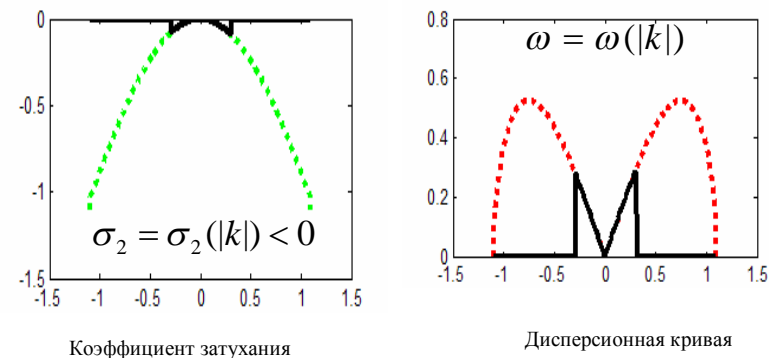 0
-0.5
-1
-1.5
-1.5 -1 -0.5 0 0.5 1 1.5
σ₂ = σ₂(|k|) < 0
Коэффициент затухания
0.8
0.6
0.4
0.2
0
-1.5 -1 -0.5 0 0.5 1 1.5
ω = ω(|k|)
Дисперсионная кривая